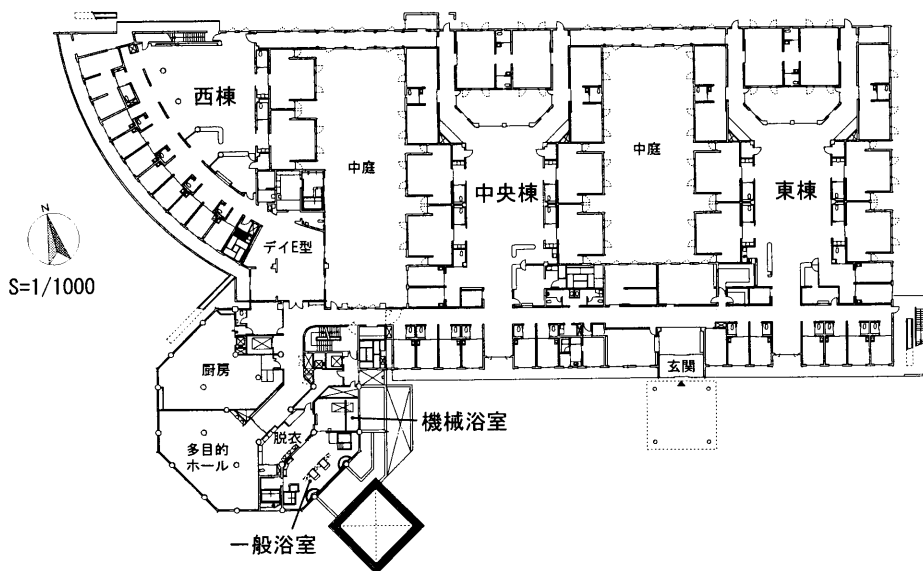 西棟
中庭
中央棟
中庭
東棟
N
デイE型
S=1/1000
厨房
玄関
機械浴室
脱衣
多目的
ホール
一般浴室